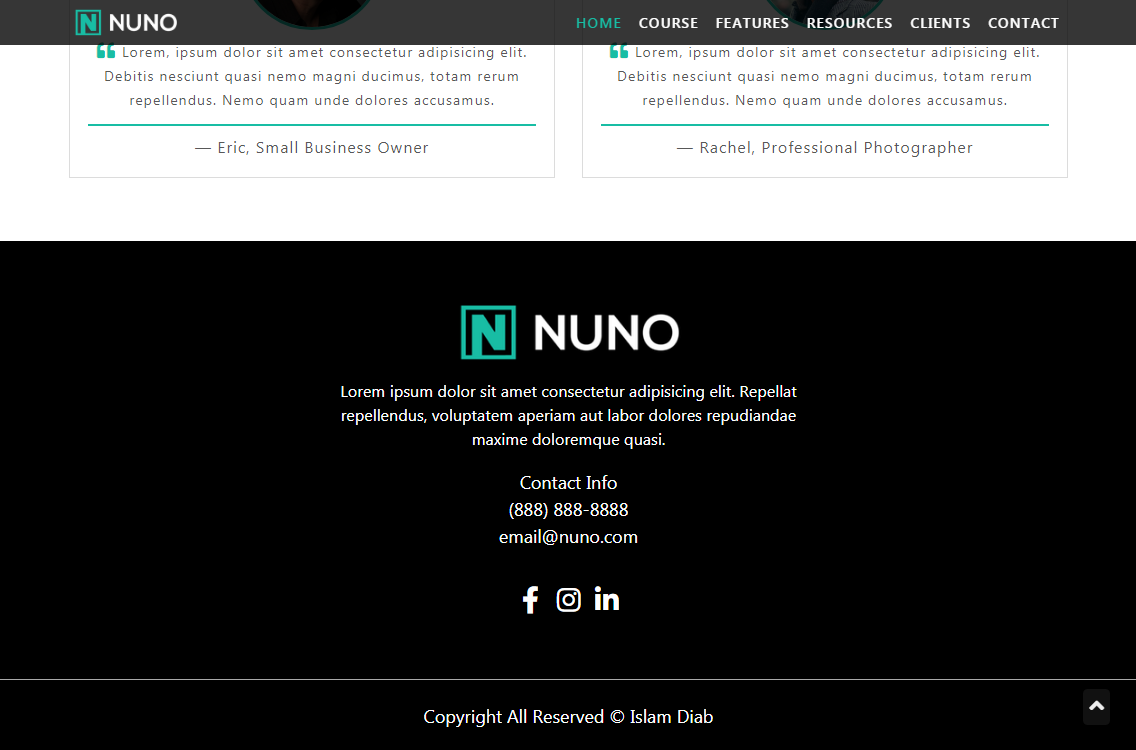 NUNO
HOME COURSE FEATURES RESOURCES CLIENTS CONTACT
Lorem, ipsum dolor sit amet consectetur adipisicing elit.
Debitis nesciunt quasi nemo magni ducimus, totam rerum
repellendus. Nemo quam unde dolores accusamus.
— Eric, Small Business Owner
Lorem, ipsum dolor sit amet consectetur adipisicing elit.
Debitis nesciunt quasi nemo magni ducimus, totam rerum
repellendus. Nemo quam unde dolores accusamus.
— Rachel, Professional Photographer
NUNO
Lorem ipsum dolor sit amet consectetur adipisicing elit. Repellat
repellendus, voluptatem aperiam aut labor dolores repudiandae
maxime doloremque quasi.
Contact Info
(888) 888-8888
email@nuno.com
Copyright All Reserved © Islam Diab